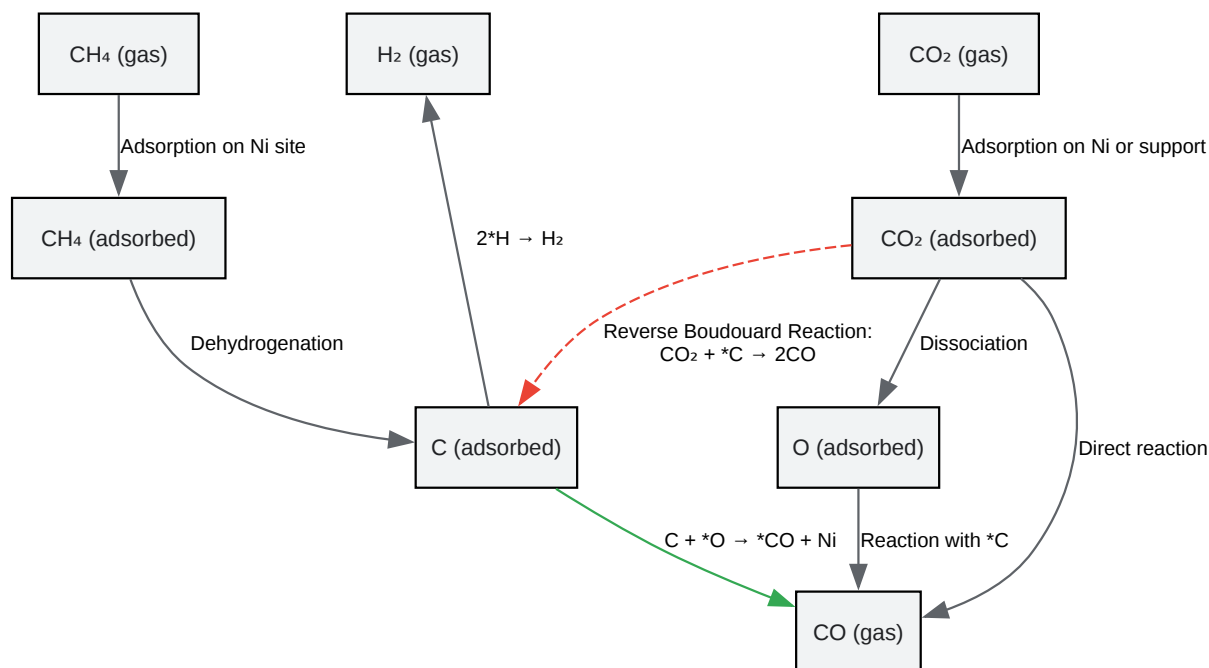 CH₄ (gas)
H₂ (gas)
CO₂ (gas)
Adsorption on Ni site
Adsorption on Ni or support
CH₄ (adsorbed)
2*H → H₂
CO₂ (adsorbed)
Dehydrogenation
Reverse Boudouard Reaction:
CO₂ + *C → 2CO
Dissociation
C (adsorbed)
O (adsorbed)
Direct reaction
C + *O → *CO + Ni
Reaction with *C
CO (gas)